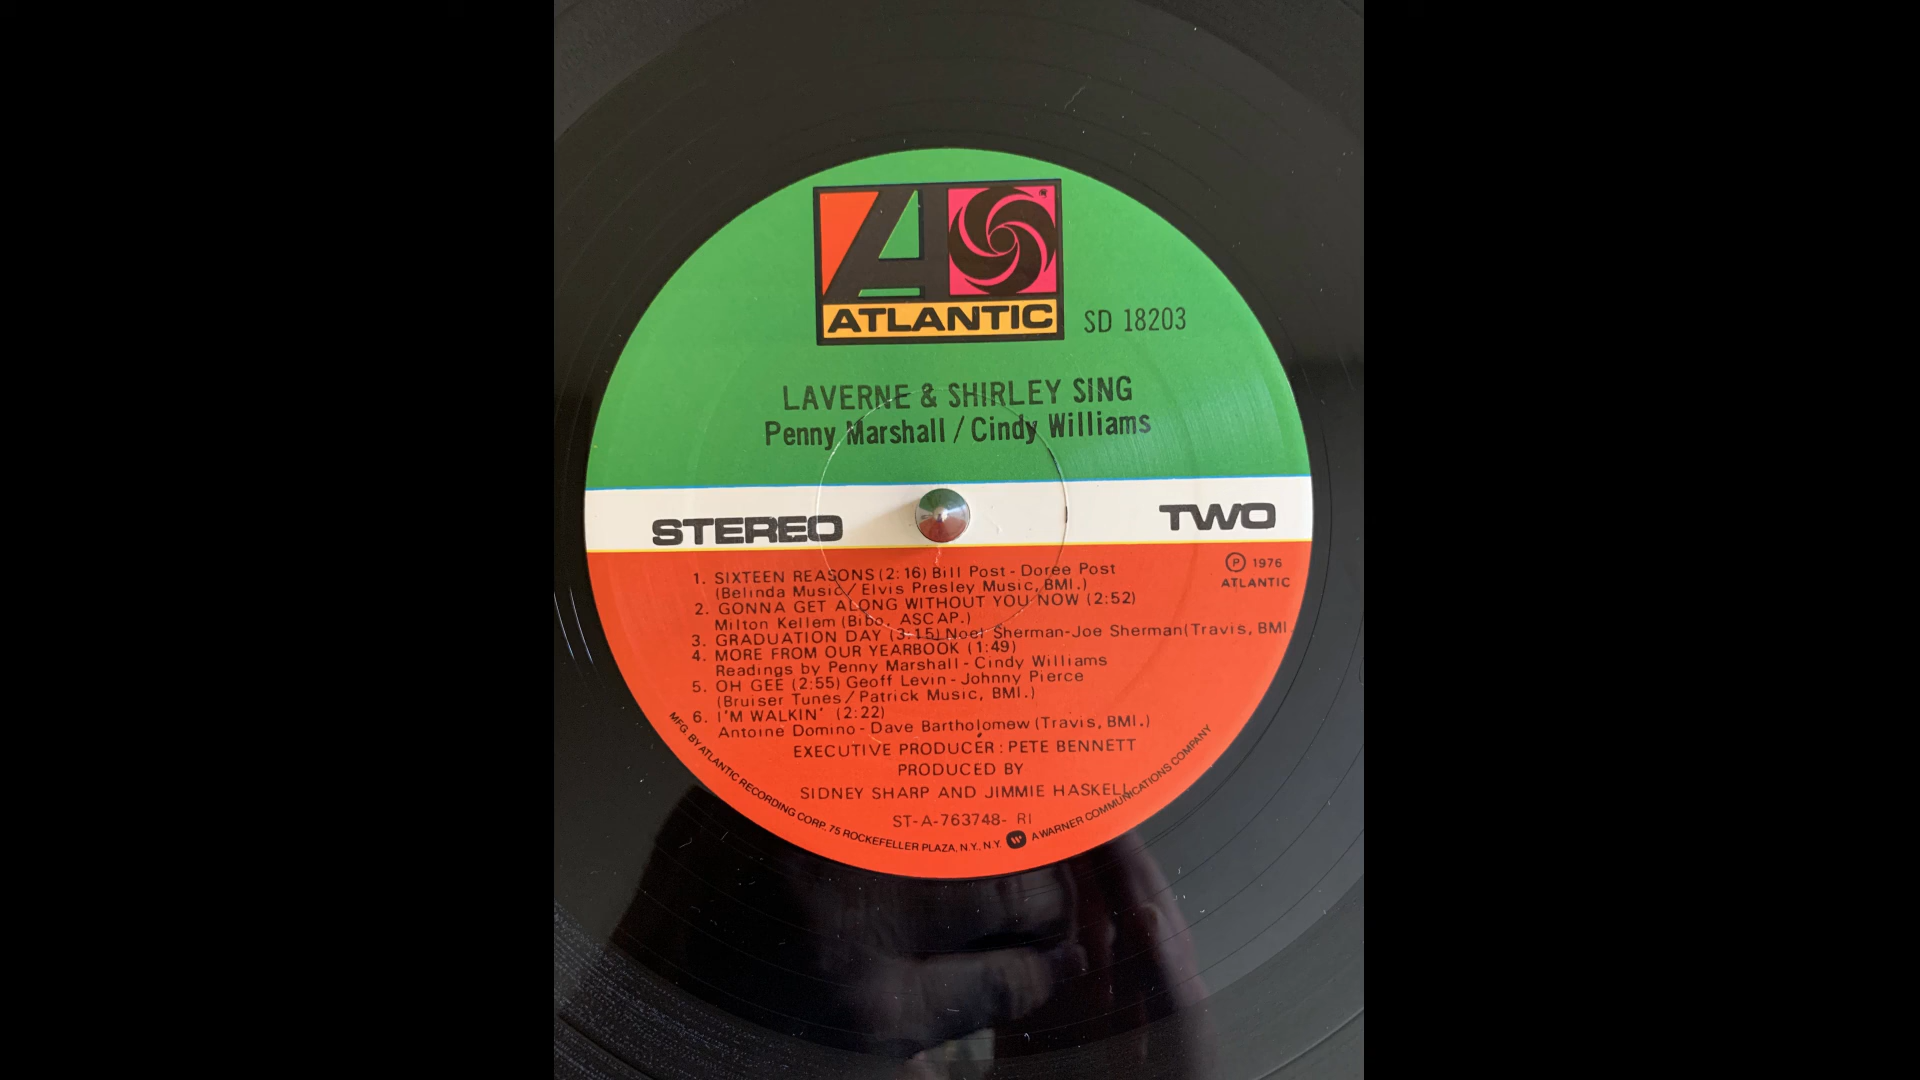 ATLANTIC
SD 18203
LAVERNE & SHIRLEY SING
Penny Marshall / Cindy Williams
STEREO
TWO
℗ 1976
ATLANTIC
1. SIXTEEN REASONS (2:16) Bill Post - Doree Post
(Belinda Music/ Elvis Presley Music, BMI.)
2. GONNA GET ALONG WITHOUT YOU NOW (2:52)
Milton Kellem (Bibo, ASCAP.)
3. GRADUATION DAY (3:15) Noel Sherman-Joe Sherman(Travis, BMI.
4. MORE FROM OUR YEARBOOK (1:49)
Readings by Penny Marshall - Cindy Williams
5. OH GEE (2:55) Geoff Levin - Johnny Pierce
(Bruiser Tunes / Patrick Music, BMI.)
6. I'M WALKIN' (2:22)
Antoine Domino - Dave Bartholomew (Travis, BMI.)
EXECUTIVE PRODUCER: PETE BENNETT
PRODUCED BY
SIDNEY SHARP AND JIMMIE HASKELL
ST-A-763748- RI
MFG. BY ATLANTIC RECORDING CORP. 75 ROCKEFELLER PLAZA, N.Y., N.Y. A WARNER COMMUNICATIONS COMPANY